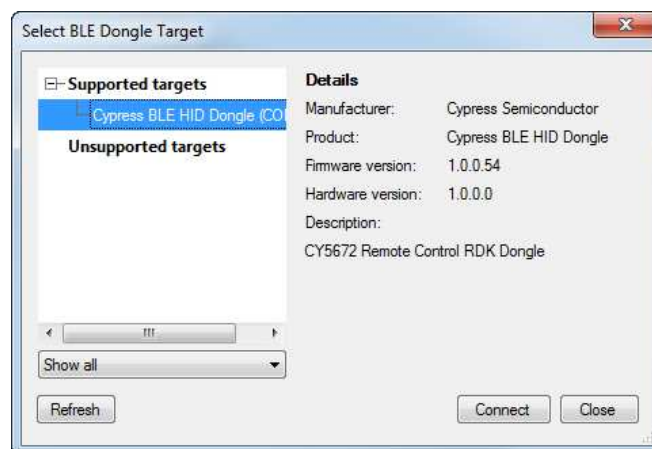 Select BLE Dongle Target
Supported targets
Cypress BLE HID Dongle (CO
Unsupported targets
Details
Manufacturer: Cypress Semiconductor
Product: Cypress BLE HID Dongle
Firmware version: 1.0.0.54
Hardware version: 1.0.0.0
Description:
CY5672 Remote Control RDK Dongle
Show all
Refresh
Connect
Close